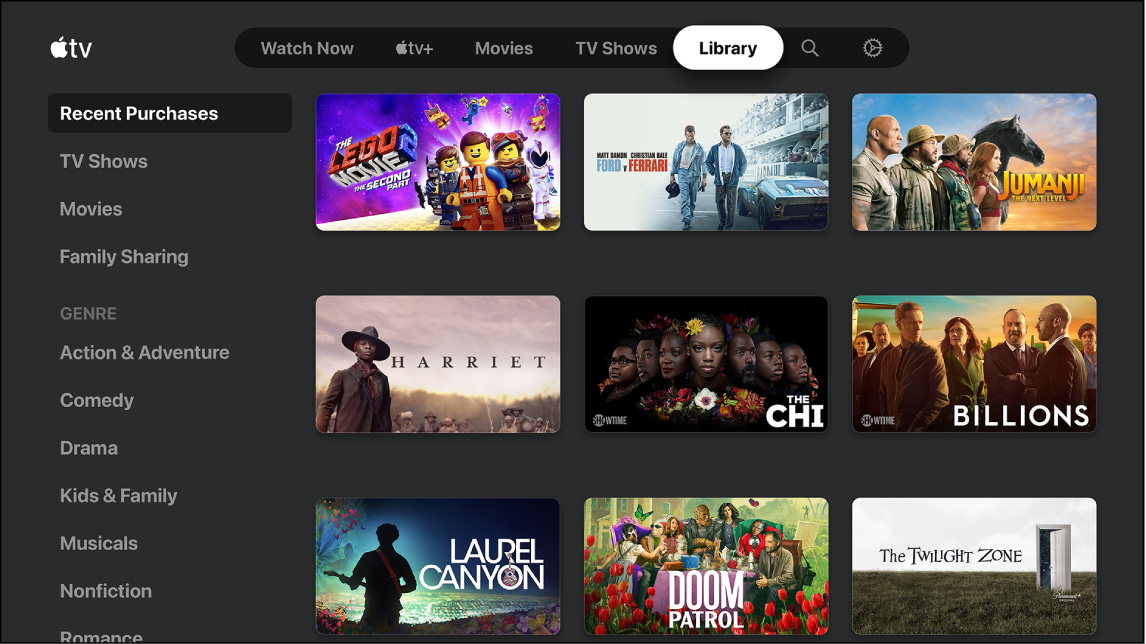 tv
Watch Now
tv+
Movies
TV Shows
Library
Recent Purchases
TV Shows
Movies
Family Sharing
GENRE
Action & Adventure
Comedy
Drama
Kids & Family
Musicals
Nonfiction
Romance
THE
LEGO
MOVIE 2
THE SECOND
PART
MATT DAMON CHRISTIAN BALE
FORD v FERRARI
JUMANJI
THE NEXT LEVEL
HARRIET
SHOWTIME
THE
CHI
SHOWTIME
BILLIONS
LAUREL
CANYON
DOOM
PATROL
THE TWILIGHT ZONE
Paramount+
ORIGINAL